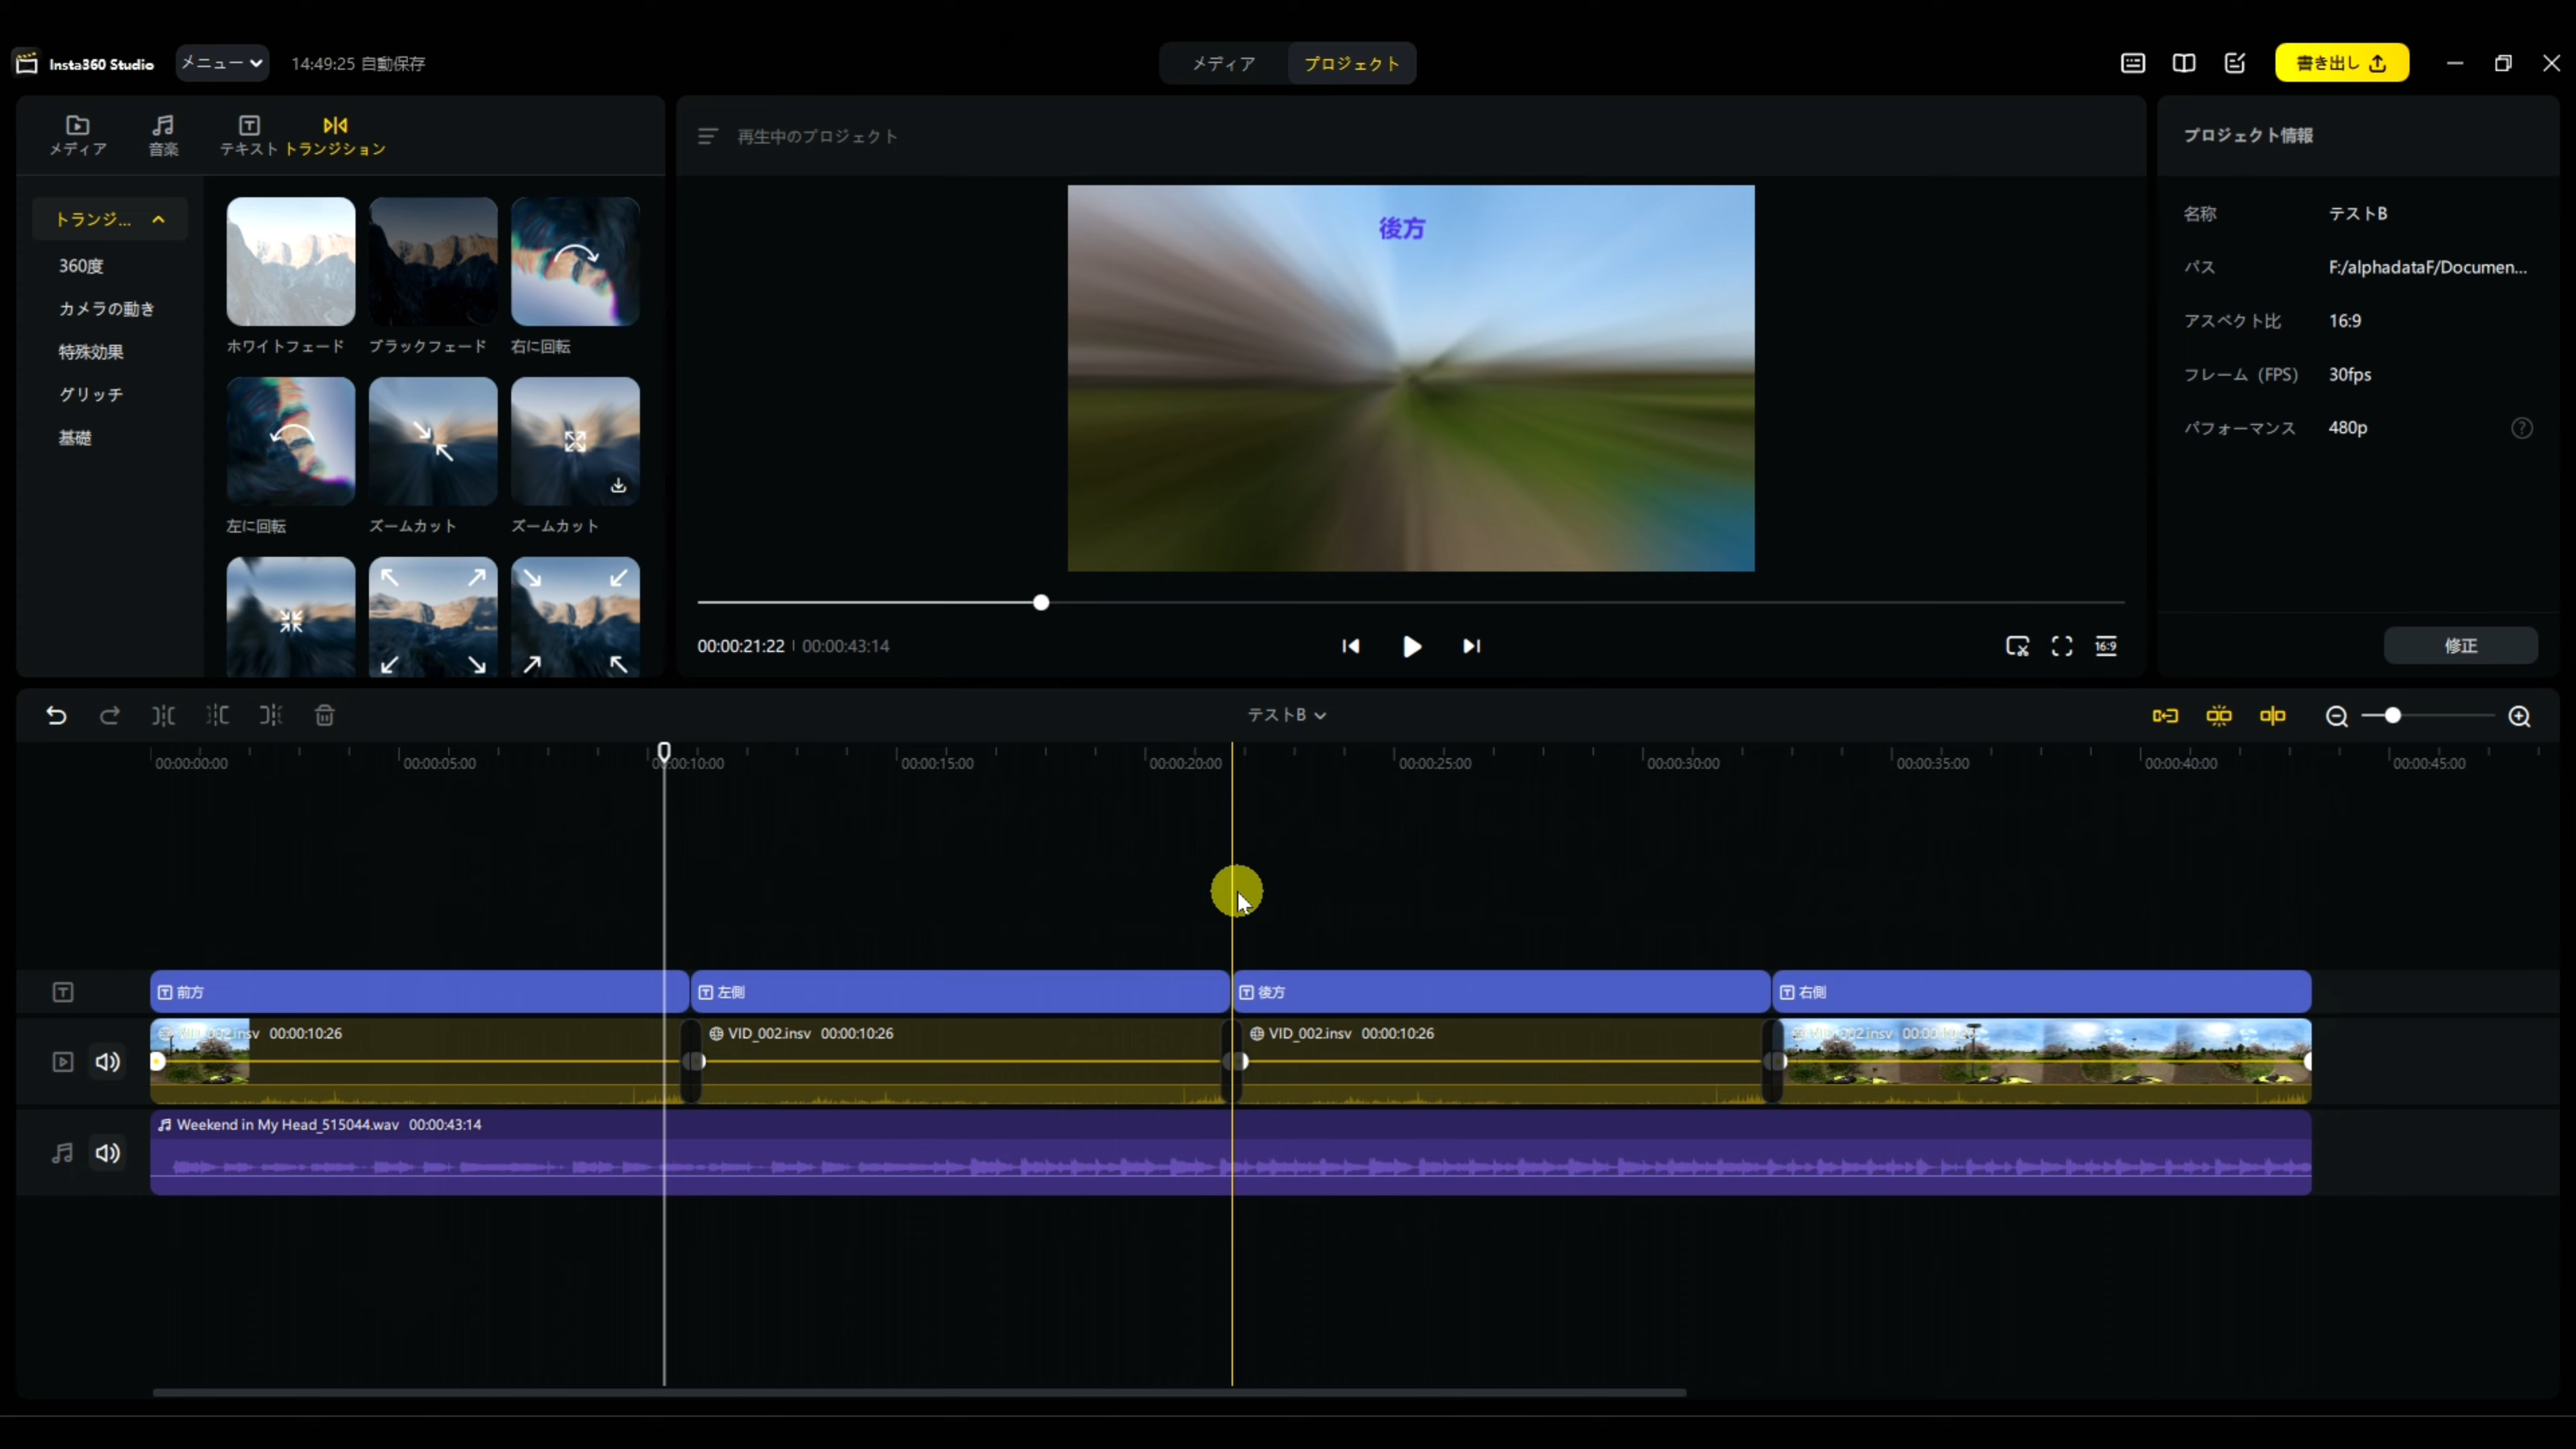 Insta360 Studio メニュー 14:49:25 自動保存 メディア プロジェクト 書き出し
メディア 音楽 テキスト トランジション
トランジ...
360度
カメラの動き
特殊効果
グリッチ
基礎
ホワイトフェード ブラックフェード 右に回転
左に回転 ズームカット ズームカット
再生中のプロジェクト
後方
00:00:21:22 00:00:43:14
16:9
プロジェクト情報
名称 テストB
パス F:/alphadataF/Documen...
アスペクト比 16:9
フレーム（FPS） 30fps
パフォーマンス 480p
修正
テストB
00:00:00:00 00:00:05:00 00:00:10:00 00:00:15:00 00:00:20:00 00:00:25:00 00:00:30:00 00:00:35:00 00:00:40:00 00:00:45:00
前方 左側 後方 右側
VID_002.insv 00:00:10:26 VID_002.insv 00:00:10:26 VID_002.insv 00:00:10:26 VID_002.insv 00:00:10:26
Weekend in My Head_515044.wav 00:00:43:14